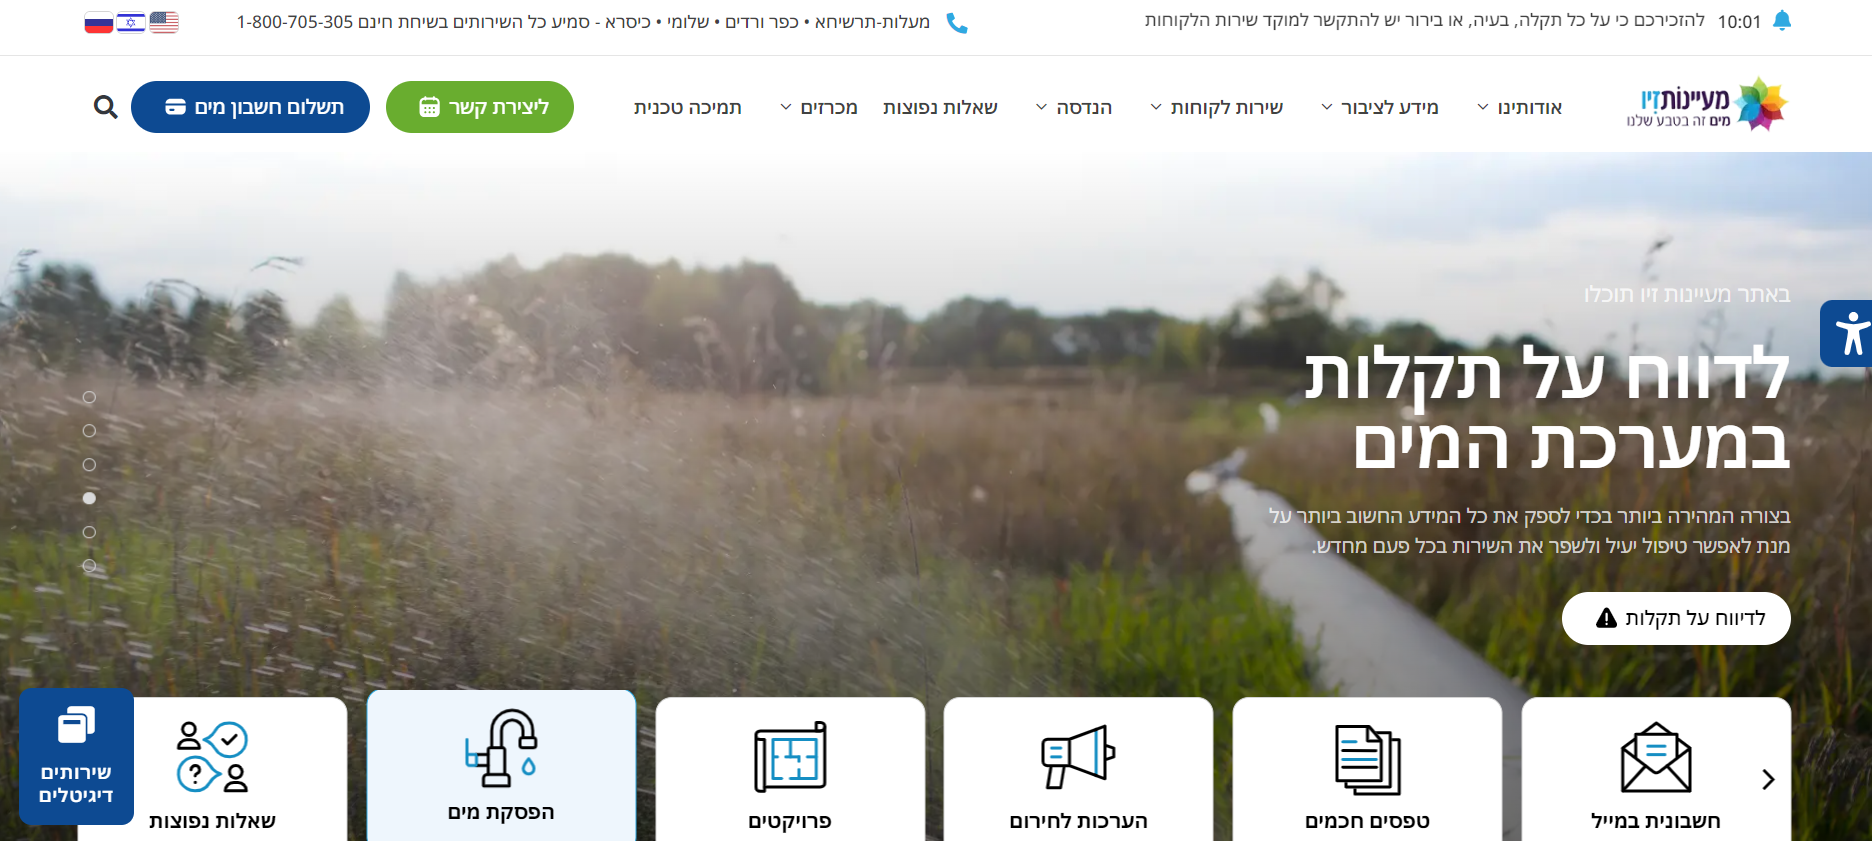 10:01 להזכירכם כי על כל תקלה, בעיה, או בירור יש להתקשר למוקד שירות הלקוחות
מעלות-תרשיחא • כפר ורדים • שלומי • כיסרא - סמיע כל השירותים בשיחת חינם 1-800-705-305
מעיינותזיו
מים זה בטבע שלנו
אודותינו
מידע לציבור
שירות לקוחות
הנדסה
שאלות נפוצות
מכרזים
תמיכה טכנית
ליצירת קשר
תשלום חשבון מים
באתר מעיינות זיו תוכלו
לדווח על תקלות
במערכת המים
בצורה המהירה ביותר בכדי לספק את כל המידע החשוב ביותר על
מנת לאפשר טיפול יעיל ולשפר את השירות בכל פעם מחדש.
לדיווח על תקלות
חשבונית במייל
טפסים חכמים
הערכות לחירום
פרויקטים
הפסקת מים
שאלות נפוצות
שירותים
דיגיטלים